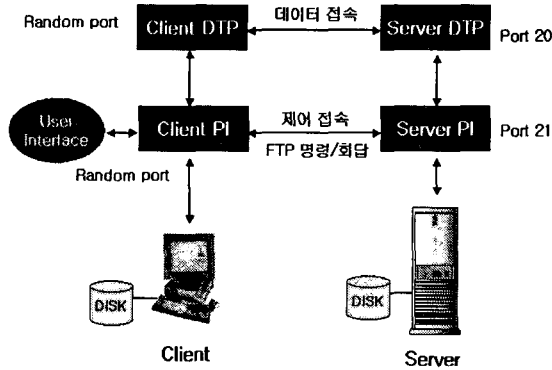 Random port
Client DTP
데이터 접속
Server DTP
Port 20
User
Interface
Client PI
제어 접속
Server PI
Port 21
FTP 명령/회답
Random port
DISK
DISK
Client
Server